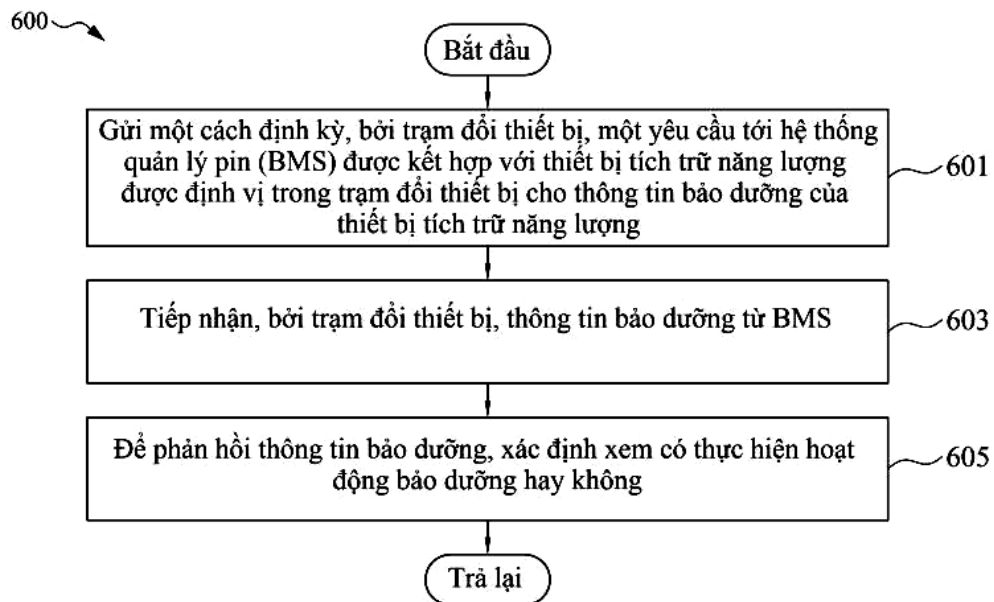 600
Bắt đầu
Gửi một cách định kỳ, bởi trạm đổi thiết bị, một yêu cầu tới hệ thống
quản lý pin (BMS) được kết hợp với thiết bị tích trữ năng lượng
được định vị trong trạm đổi thiết bị cho thông tin bảo dưỡng của
thiết bị tích trữ năng lượng
601
Tiếp nhận, bởi trạm đổi thiết bị, thông tin bảo dưỡng từ BMS
603
Để phản hồi thông tin bảo dưỡng, xác định xem có thực hiện hoạt
động bảo dưỡng hay không
605
Trả lại